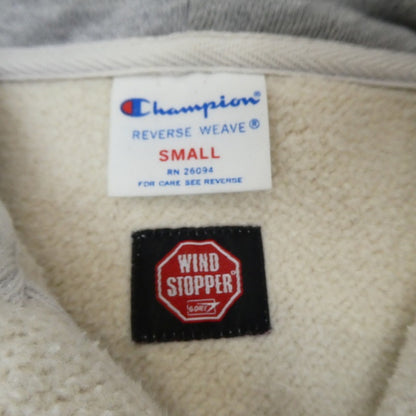 Champion
REVERSE WEAVE®
SMALL
RN 26094
FOR CARE SEE REVERSE
WIND
STOPPER®
GORE